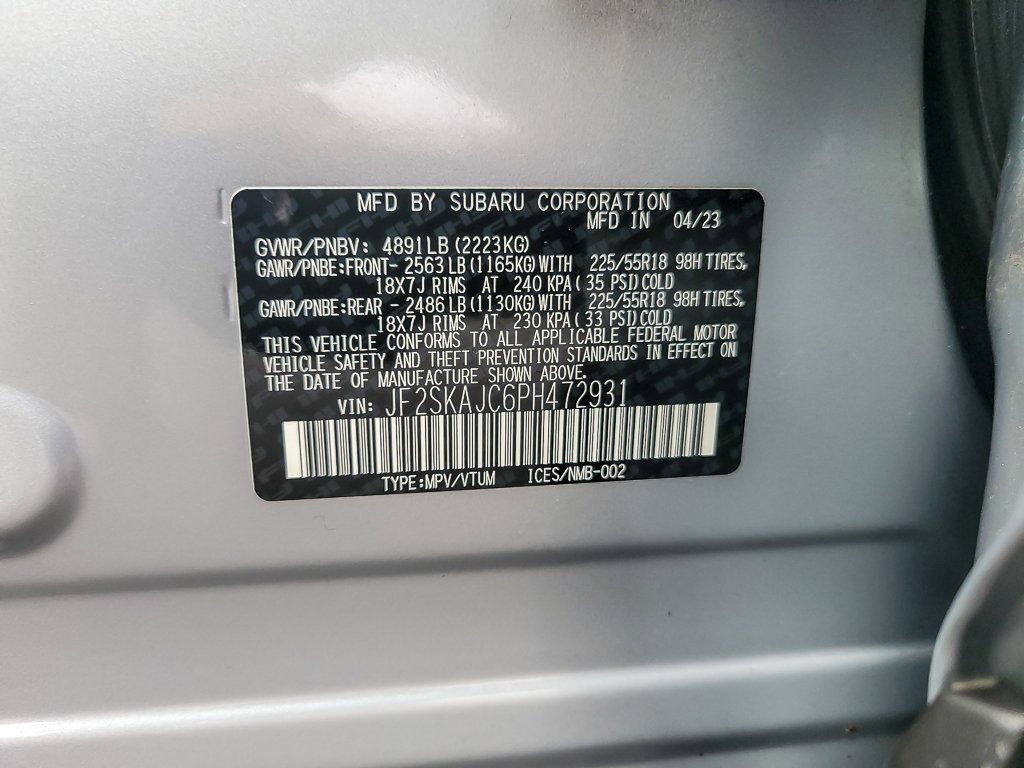 MFD BY SUBARU CORPORATION
MFD IN 04/23
GVWR/PNBV: 4891LB (2223KG)
GAWR/PNBE:FRONT- 2563 LB (1165KG) WITH 225/55R18 98H TIRES,
18X7J RIMS AT 240 KPA ( 35 PSI) COLD
GAWR/PNBE:REAR - 2486 LB (1130KG) WITH 225/55R18 98H TIRES,
18X7J RIMS AT 230 KPA ( 33 PSI) COLD
THIS VEHICLE CONFORMS TO ALL APPLICABLE FEDERAL MOTOR
VEHICLE SAFETY AND THEFT PREVENTION STANDARDS IN EFFECT ON
THE DATE OF MANUFACTURE SHOWN ABOVE.
VIN: JF2SKAJC6PH472931
TYPE:MPV/VTUM ICES/NMB-002